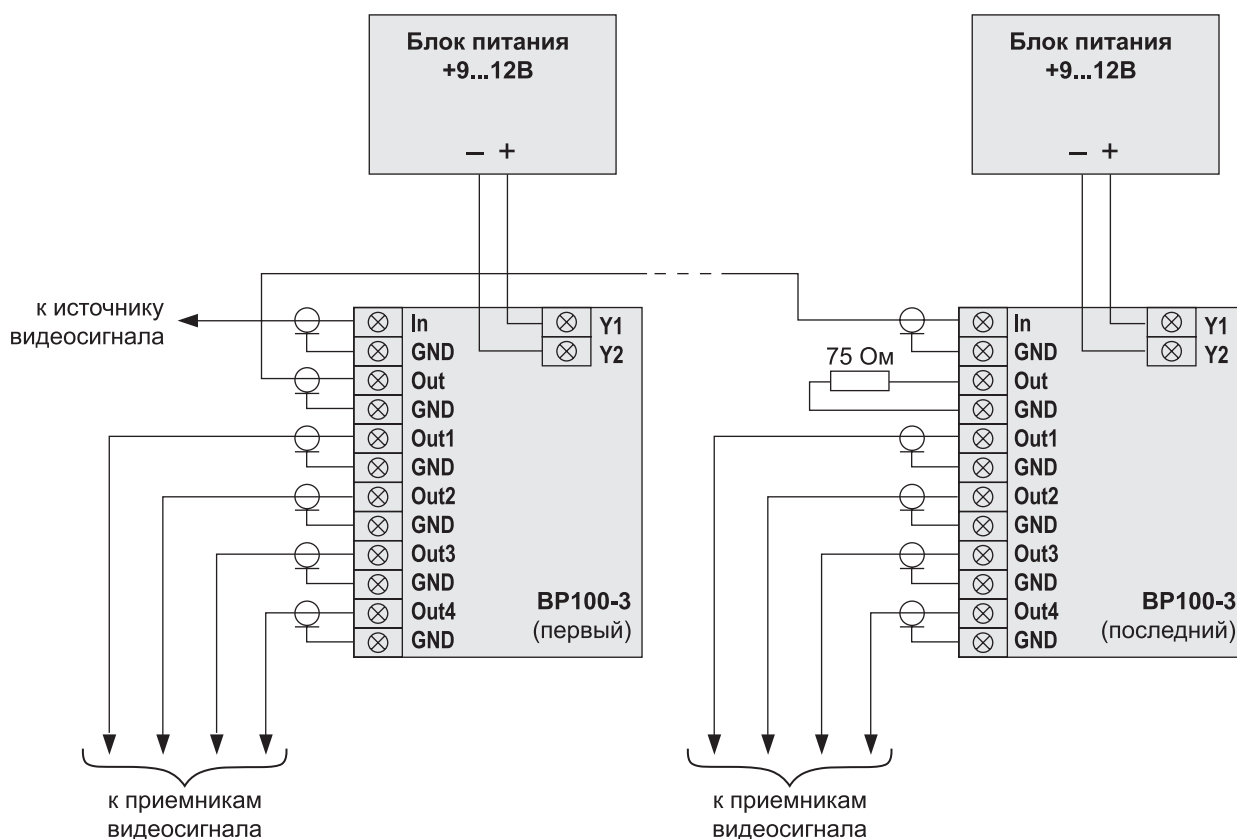 Блок питания
+9...12В
– +
Блок питания
+9...12В
– +
к источнику
видеосигнала
In
GND
Out
GND
Out1
GND
Out2
GND
Out3
GND
Out4
GND
Y1
Y2
BP100-3
(первый)
75 Ом
In
GND
Out
GND
Out1
GND
Out2
GND
Out3
GND
Out4
GND
Y1
Y2
BP100-3
(последний)
к приемникам
видеосигнала
к приемникам
видеосигнала